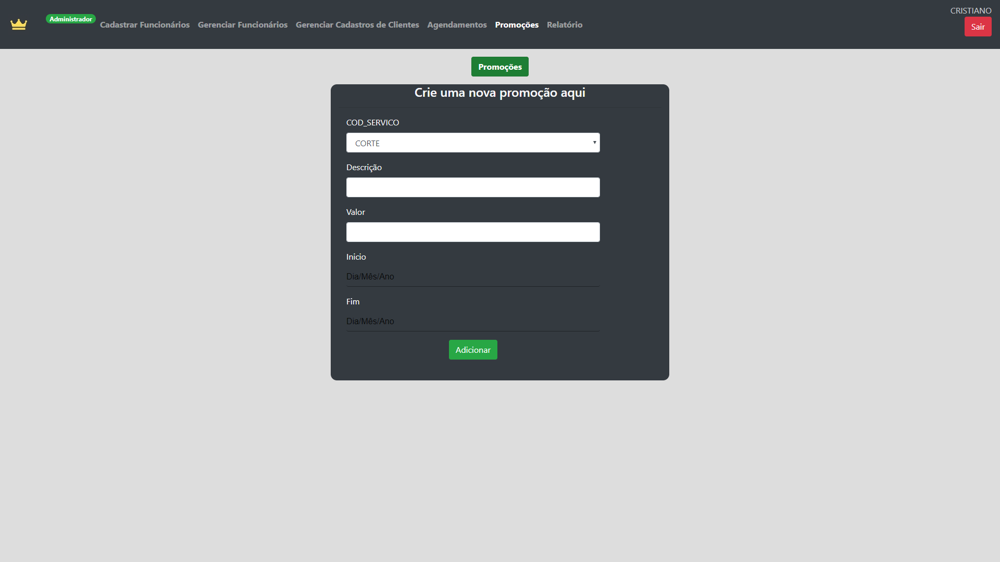 Administrador
Cadastrar Funcionários Gerenciar Funcionários Gerenciar Cadastros de Clientes Agendamentos Promoções Relatório
CRISTIANO
Sair
Promoções
Crie uma nova promoção aqui
COD_SERVICO
CORTE
Descrição
Valor
Inicio
Dia/Mês/Ano
Fim
Dia/Mês/Ano
Adicionar